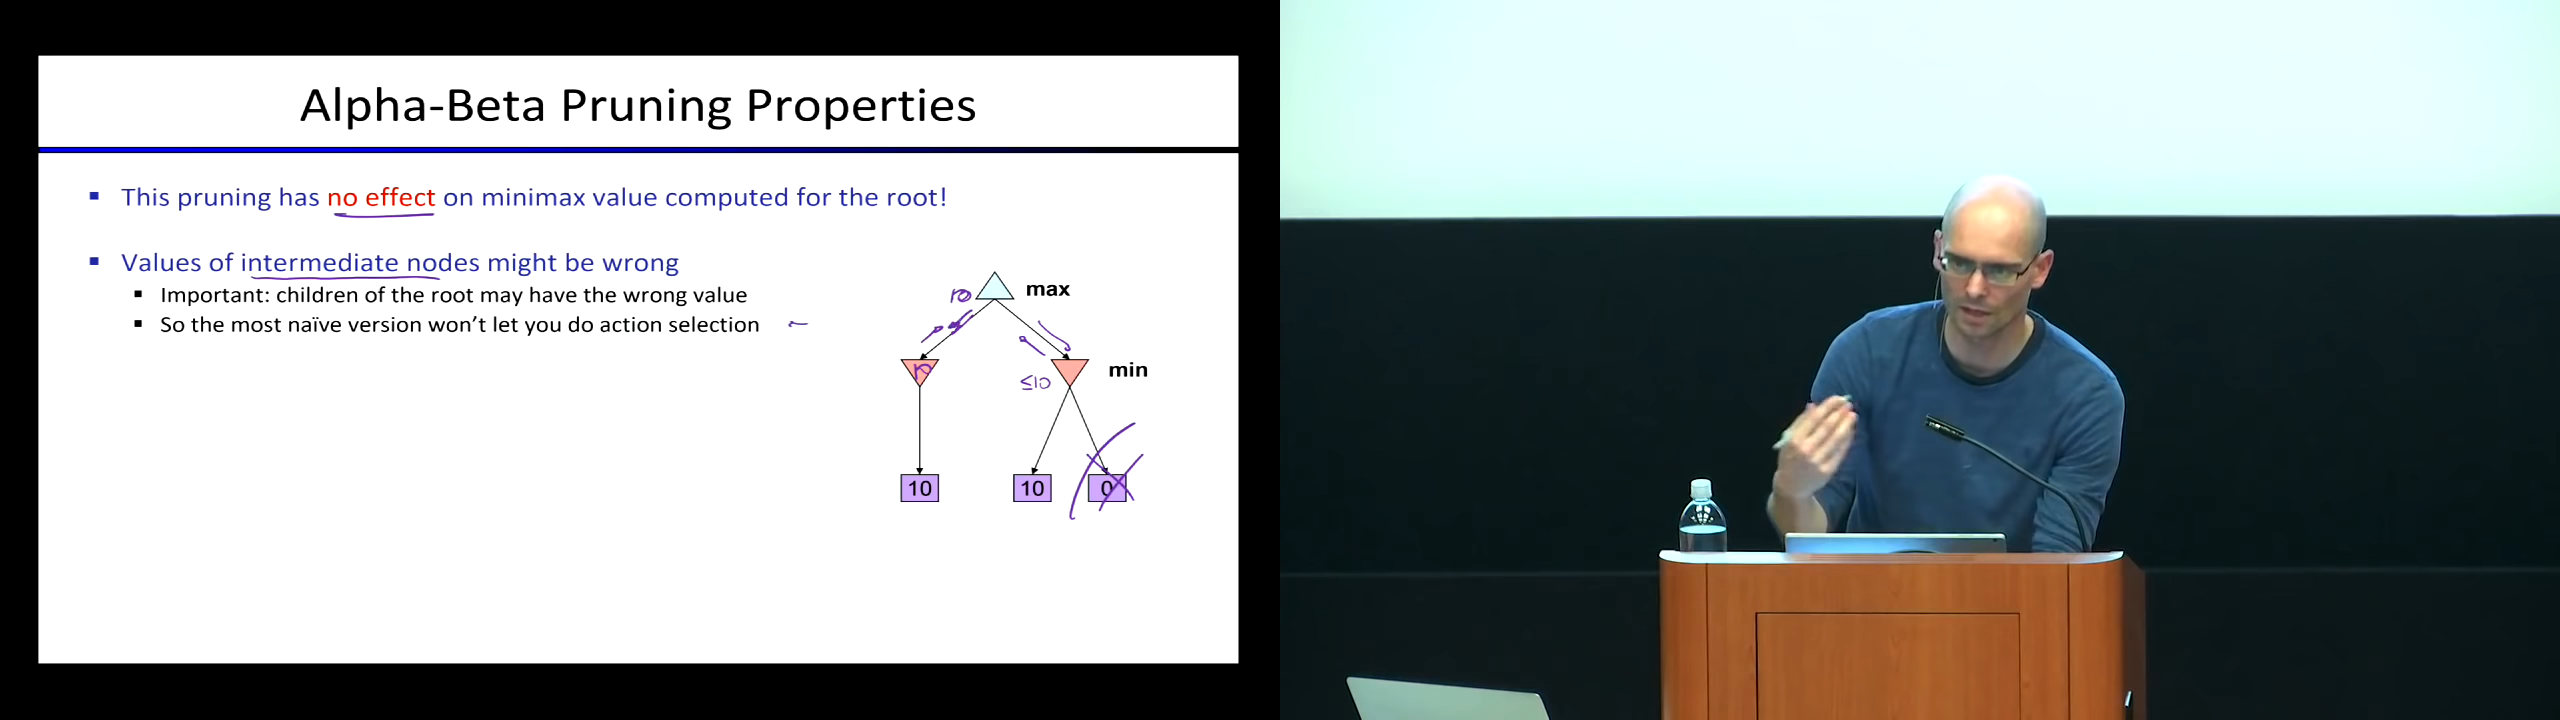 Alpha-Beta Pruning Properties
▪ This pruning has no effect on minimax value computed for the root!
▪ Values of intermediate nodes might be wrong
▪ Important: children of the root may have the wrong value
▪ So the most naïve version won't let you do action selection
10 max
10 ≤10 min
10 10 0